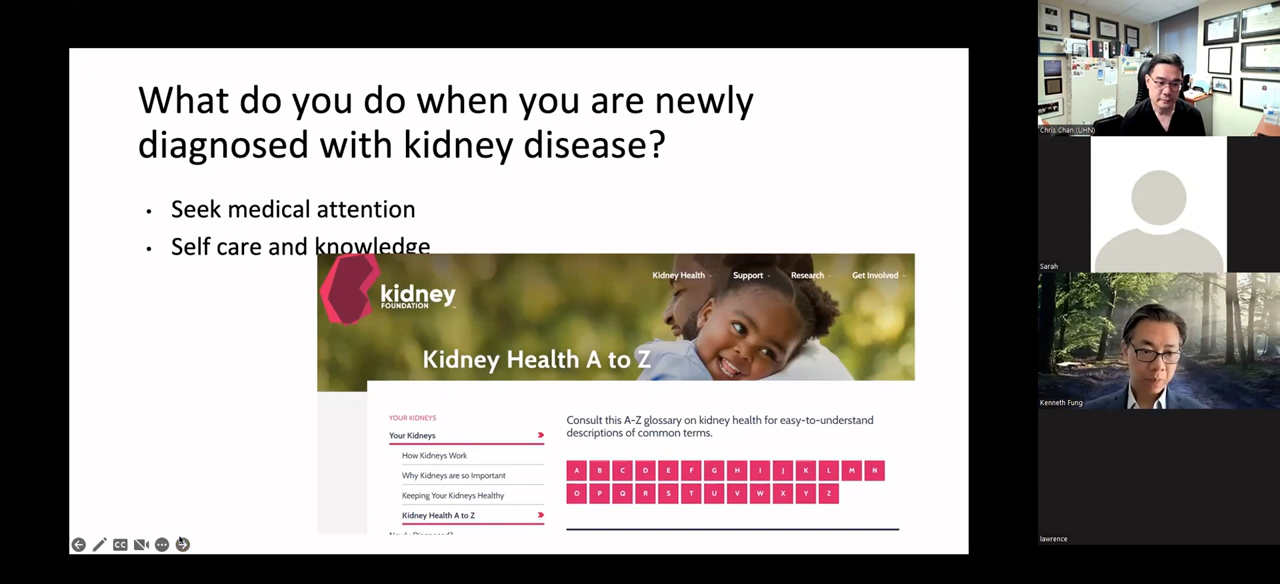 What do you do when you are newly
diagnosed with kidney disease?
• Seek medical attention
• Self care and knowledge
kidney
FOUNDATION
Kidney Health
Support
Research
Get Involved
Kidney Health A to Z
YOUR KIDNEYS
Your Kidneys
How Kidneys Work
Why Kidneys are so Important
Keeping Your Kidneys Healthy
Kidney Health A to Z
Newly Diagnosed?
Consult this A-Z glossary on kidney health for easy-to-understand
descriptions of common terms.
A B C D E F G H I J K L M N
O P Q R S T U V W X Y Z
CC
Chris Chan (UHN)
Sarah
Kenneth Fung
lawrence